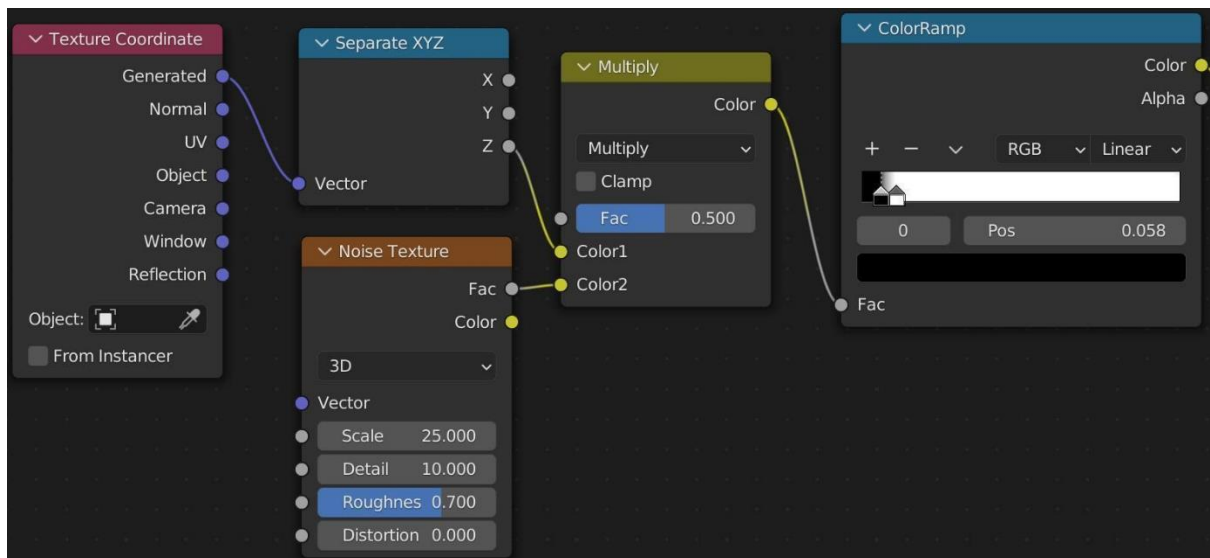 Texture Coordinate
Generated
Normal
UV
Object
Camera
Window
Reflection
Object:
From Instancer
Separate XYZ
X
Y
Z
Vector
Noise Texture
Fac
Color
3D
Vector
Scale 25.000
Detail 10.000
Roughnes 0.700
Distortion 0.000
Multiply
Color
Multiply
Clamp
Fac 0.500
Color1
Color2
ColorRamp
Color
Alpha
+ − RGB Linear
0 Pos 0.058
Fac